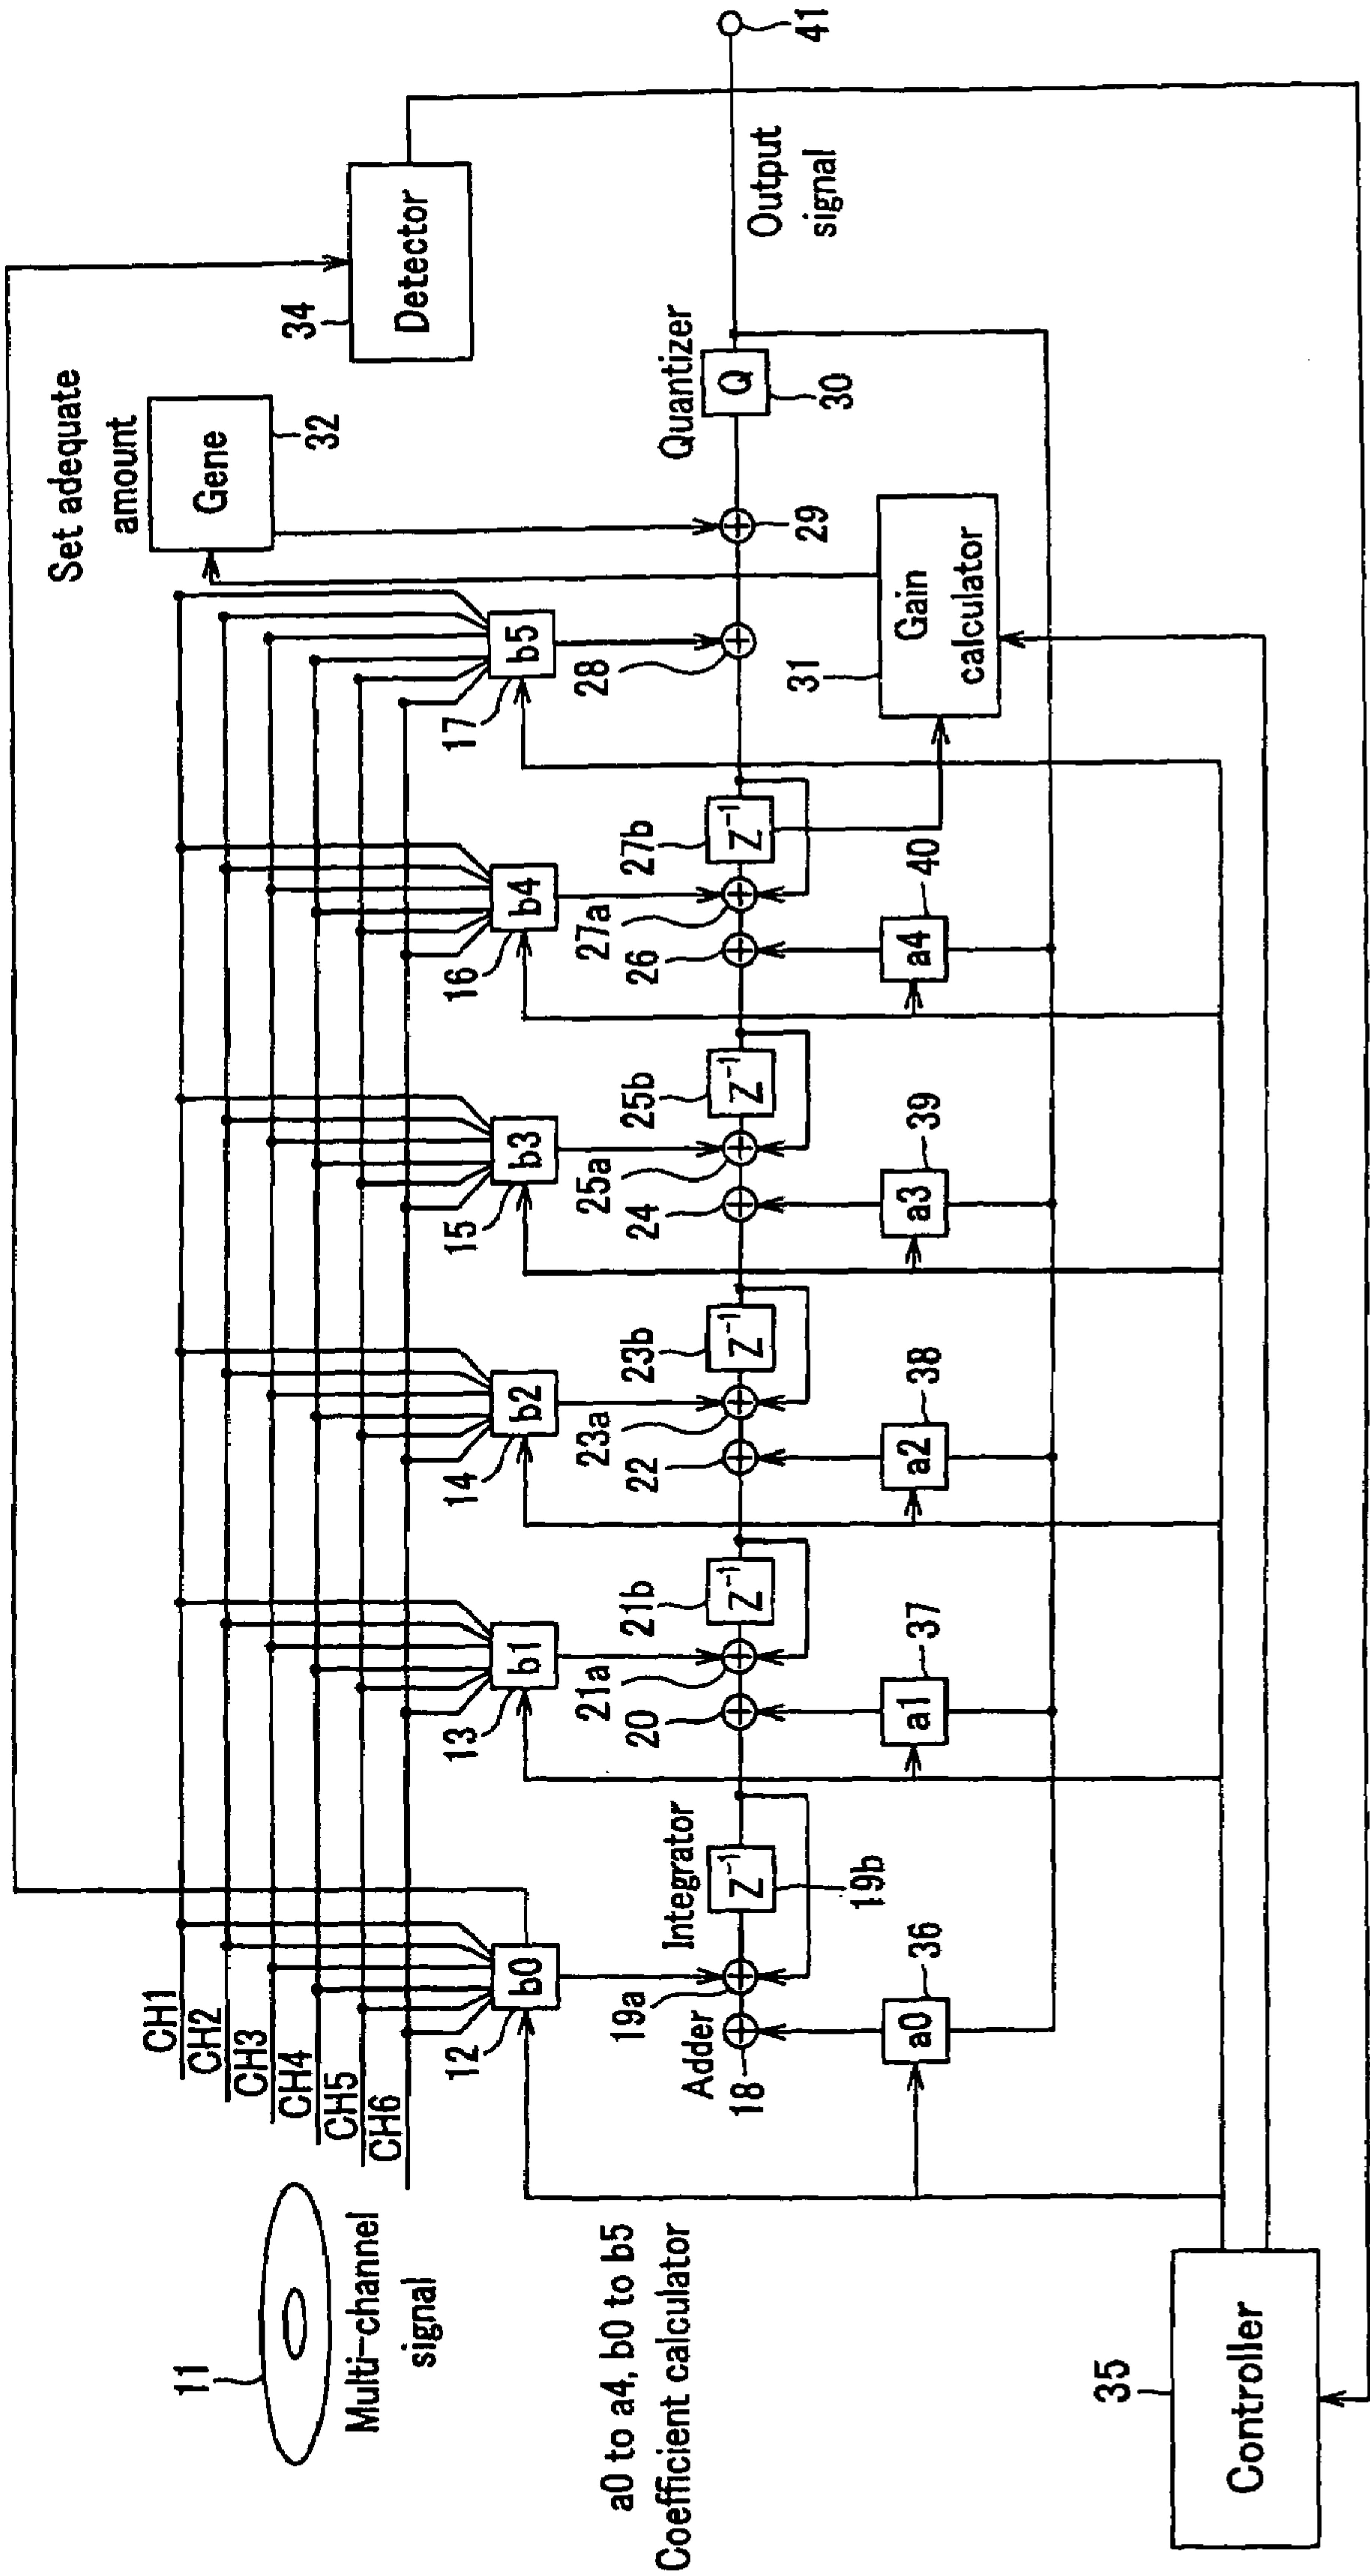 11
Multi-channel
signal
CH1
CH2
CH3
CH4
CH5
CH6
Set adequate
amount
Gene
32
34
Detector
b0
12
b1
13
b2
14
b3
15
b4
16
b5
17
a0 to a4, b0 to b5
Coefficient calculator
Adder
18
19a
Integrator
Z⁻¹
19b
20
21a
Z⁻¹
21b
22
23a
Z⁻¹
23b
24
25a
Z⁻¹
25b
26
27a
Z⁻¹
27b
28
29
Quantizer
Q
30
Output
signal
41
a0
36
a1
37
a2
38
a3
39
a4
40
31
Gain
calculator
35
Controller